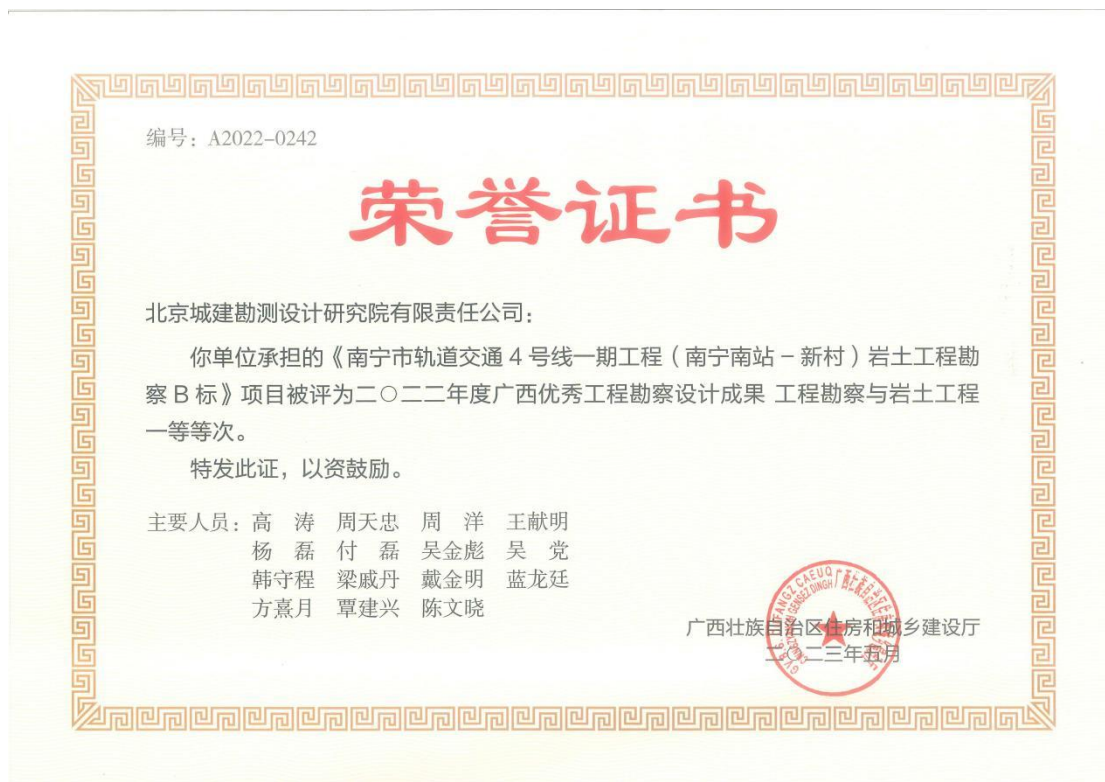 编号：A2022-0242
荣誉证书
北京城建勘测设计研究院有限责任公司：
你单位承担的《南宁市轨道交通4号线一期工程（南宁南站－新村）岩土工程勘
察B标》项目被评为二〇二二年度广西优秀工程勘察设计成果 工程勘察与岩土工程
一等等次。
特发此证，以资鼓励。
主要人员：高 涛 周天忠 周 洋 王献明
杨 磊 付 磊 吴金彪 吴 党
韩守程 梁戚丹 戴金明 蓝龙廷
方熹月 覃建兴 陈文晓
广西壮族自治区住房和城乡建设厅
二〇二三年五月